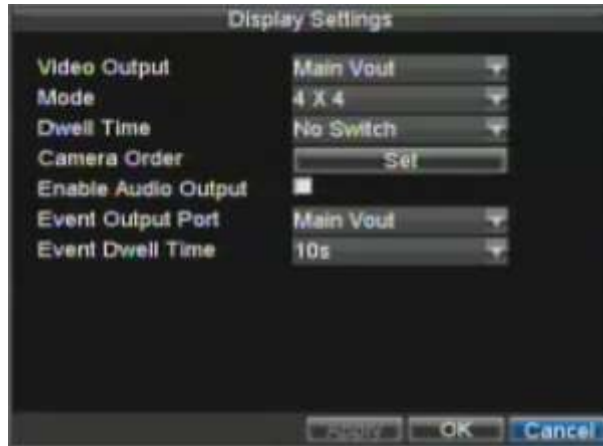 Display Settings
Video Output Main Vout
Mode 4 X 4
Dwell Time No Switch
Camera Order Set
Enable Audio Output
Event Output Port Main Vout
Event Dwell Time 10s
Apply OK Cancel